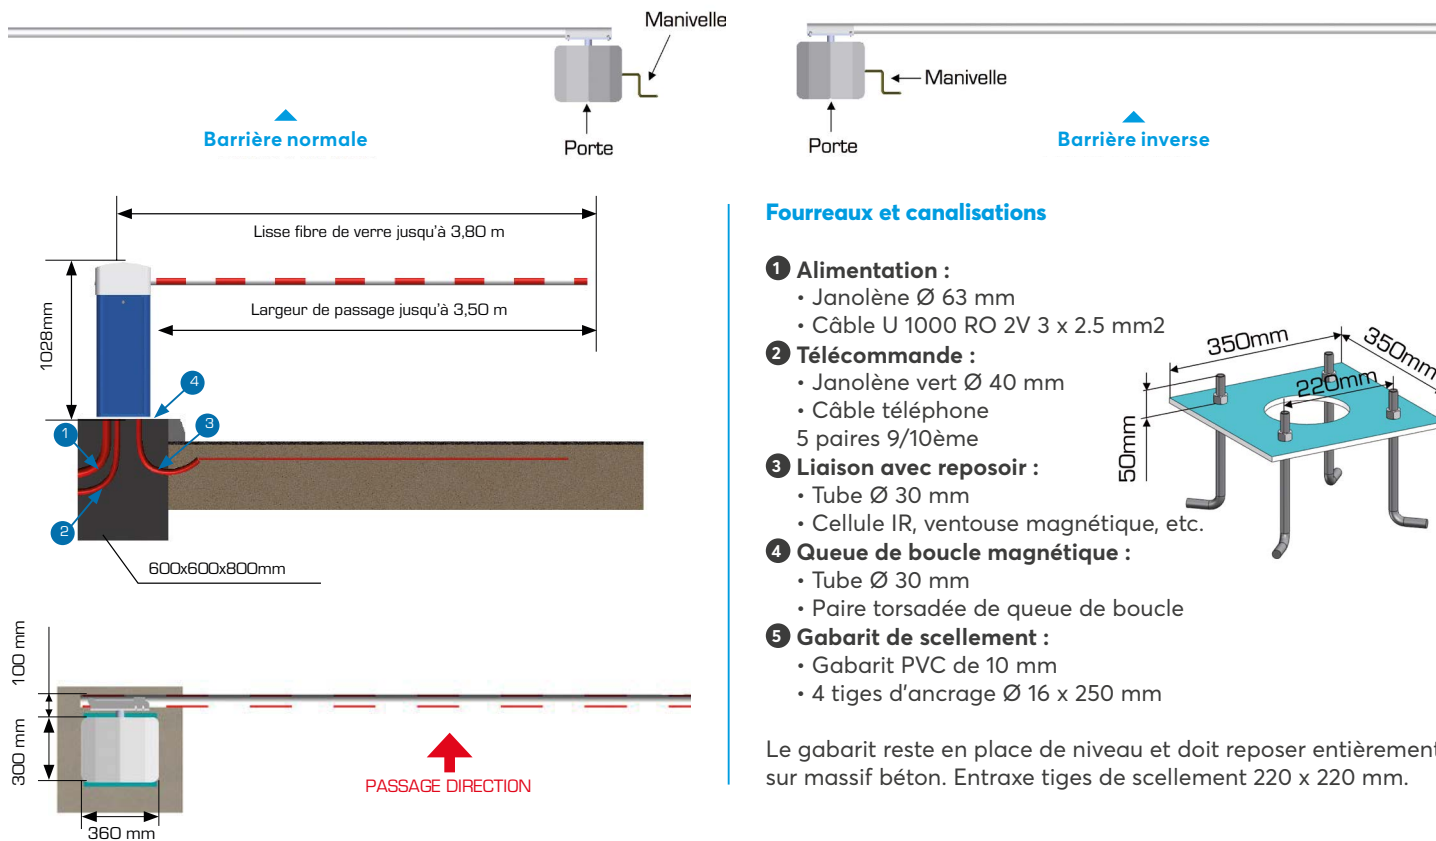 Manivelle
Porte
Barrière normale
Manivelle
Porte
Barrière inverse
Lisse fibre de verre jusqu'à 3,80 m
Largeur de passage jusqu'à 3,50 m
1028mm
4
3
1
2
600x600x800mm
100 mm
300 mm
360 mm
PASSAGE DIRECTION
Fourreaux et canalisations
1 Alimentation :
• Janolène Ø 63 mm
• Câble U 1000 RO 2V 3 x 2.5 mm2
2 Télécommande :
• Janolène vert Ø 40 mm
• Câble téléphone
5 paires 9/10ème
3 Liaison avec reposoir :
• Tube Ø 30 mm
• Cellule IR, ventouse magnétique, etc.
4 Queue de boucle magnétique :
• Tube Ø 30 mm
• Paire torsadée de queue de boucle
5 Gabarit de scellement :
• Gabarit PVC de 10 mm
• 4 tiges d'ancrage Ø 16 x 250 mm
350mm
350mm
220mm
50mm
Le gabarit reste en place de niveau et doit reposer entièrement
sur massif béton. Entraxe tiges de scellement 220 x 220 mm.